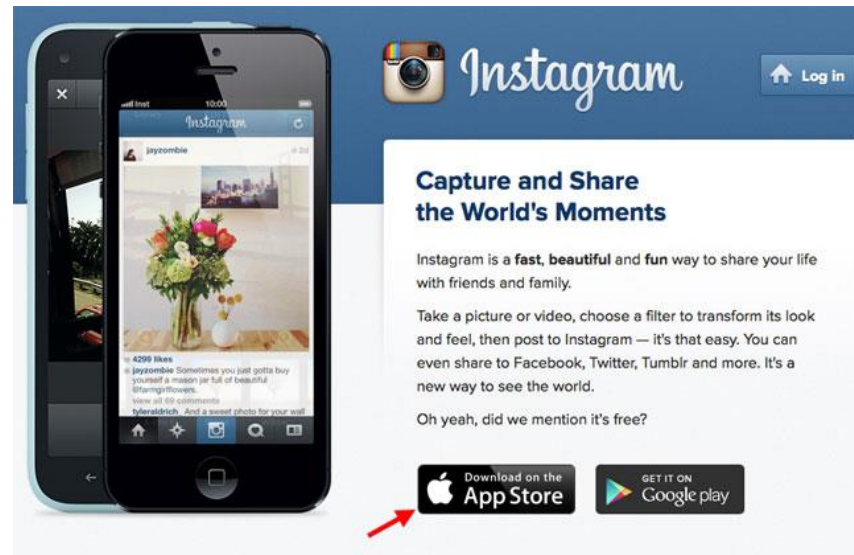 Instagram
Log in
Inst 10:00
Instagram
jayzombie 2d
4299 likes
jayzombie Sometimes you just gotta buy
yourself a mason jar full of beautiful
@farmgirlflowers.
view all 69 comments
tyleraldrich And a sweet photo for your wall
Capture and Share
the World's Moments
Instagram is a fast, beautiful and fun way to share your life
with friends and family.
Take a picture or video, choose a filter to transform its look
and feel, then post to Instagram — it's that easy. You can
even share to Facebook, Twitter, Tumblr and more. It's a
new way to see the world.
Oh yeah, did we mention it's free?
Download on the
App Store
GET IT ON
Google play